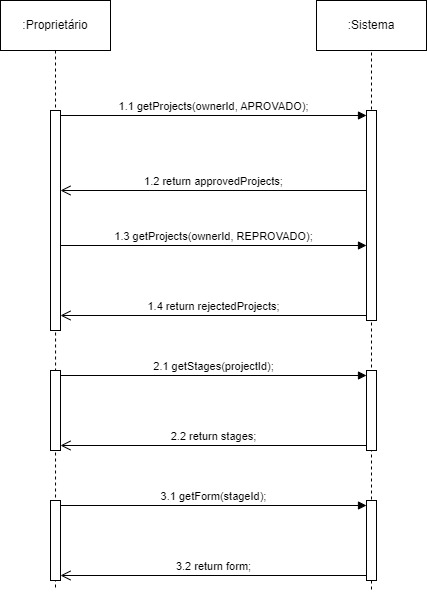 :Proprietário
:Sistema
1.1 getProjects(ownerId, APROVADO);
1.2 return approvedProjects;
1.3 getProjects(ownerId, REPROVADO);
1.4 return rejectedProjects;
2.1 getStages(projectId);
2.2 return stages;
3.1 getForm(stageId);
3.2 return form;